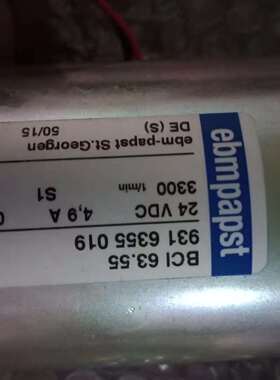 ebmpapst
BCI 63.55
931 6355 019
24 VDC 4,9 A
3300 1/min S1
ebm-papst St.Georgen
DE (S) 50/15